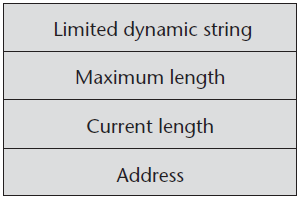 Limited dynamic string
Maximum length
Current length
Address